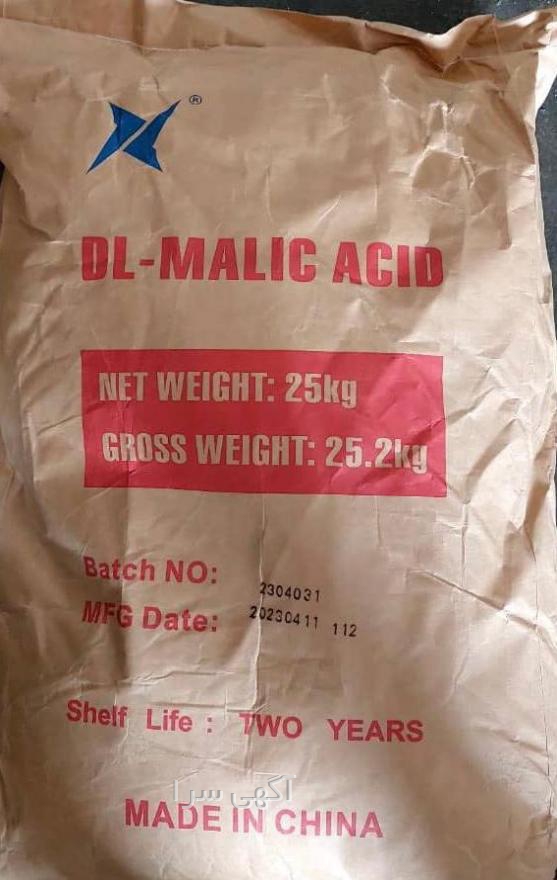 ®
DL-MALIC ACID
NET WEIGHT: 25kg
GROSS WEIGHT: 25.2kg
Batch NO: 2304031
MFG Date: 20230411 112
Shelf Life : TWO YEARS
آگهی سرا
MADE IN CHINA